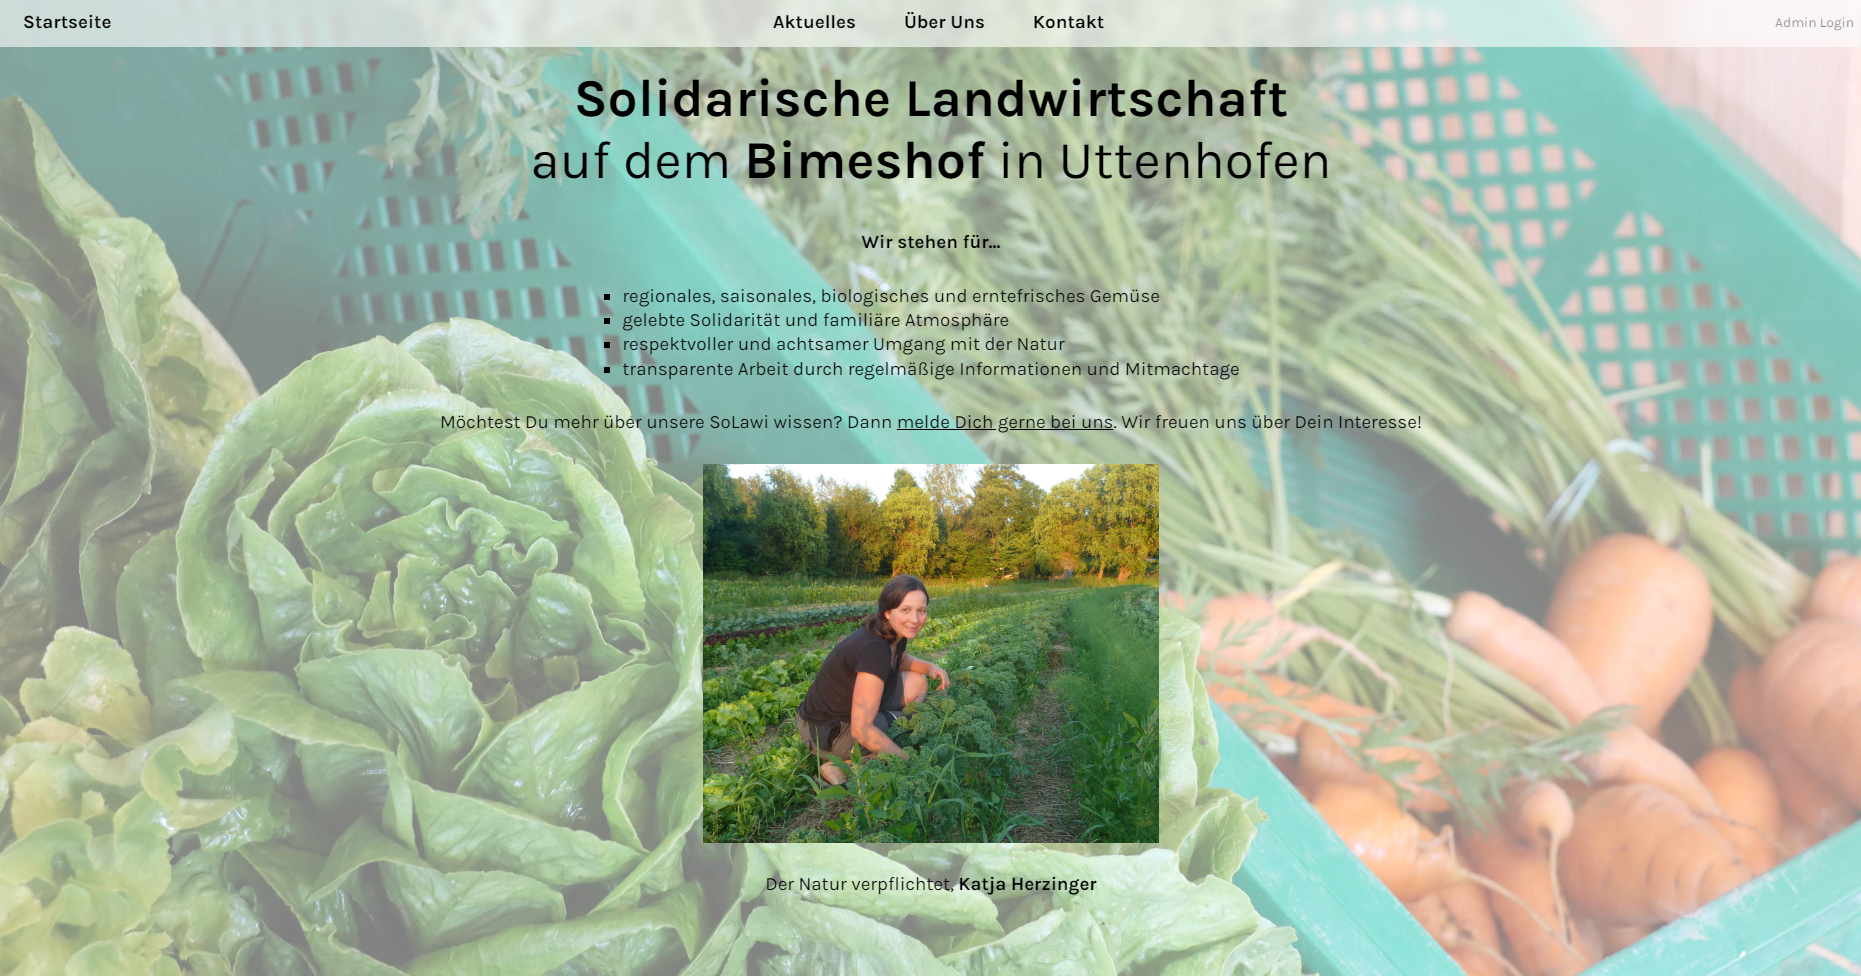 Startseite
Aktuelles
Über Uns
Kontakt
Admin Login
Solidarische Landwirtschaft
auf dem Bimeshof in Uttenhofen
Wir stehen für...
regionales, saisonales, biologisches und erntefrisches Gemüse
gelebte Solidarität und familiäre Atmosphäre
respektvoller und achtsamer Umgang mit der Natur
transparente Arbeit durch regelmäßige Informationen und Mitmachtage
Möchtest Du mehr über unsere SoLawi wissen? Dann melde Dich gerne bei uns. Wir freuen uns über Dein Interesse!
Der Natur verpflichtet, Katja Herzinger